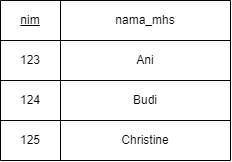 nim nama_mhs
123 Ani
124 Budi
125 Christine